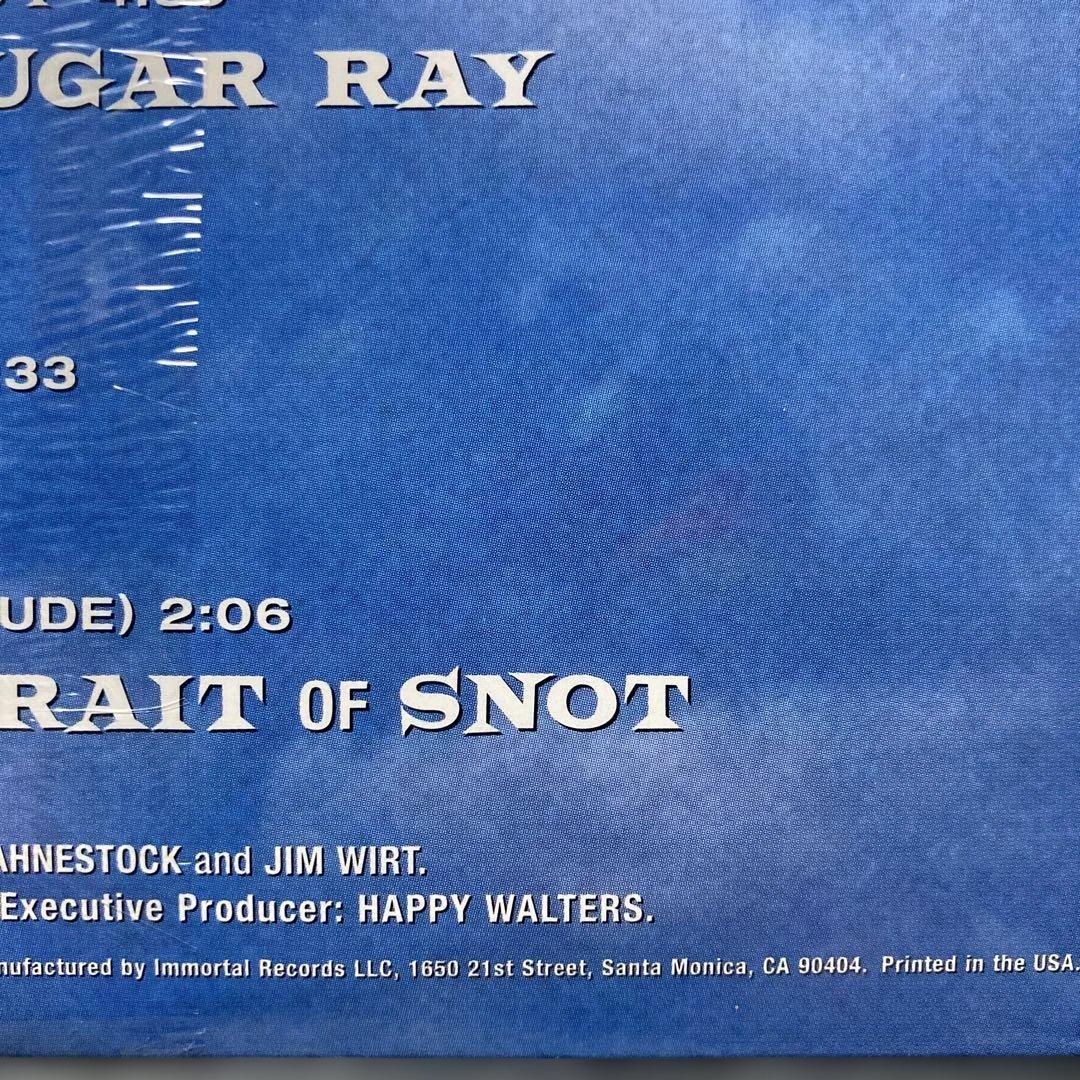 UGAR RAY
33
UDE) 2:06
RAIT OF SNOT
AHNESTOCK and JIM WIRT.
Executive Producer: HAPPY WALTERS.
nufactured by Immortal Records LLC, 1650 21st Street, Santa Monica, CA 90404. Printed in the USA.